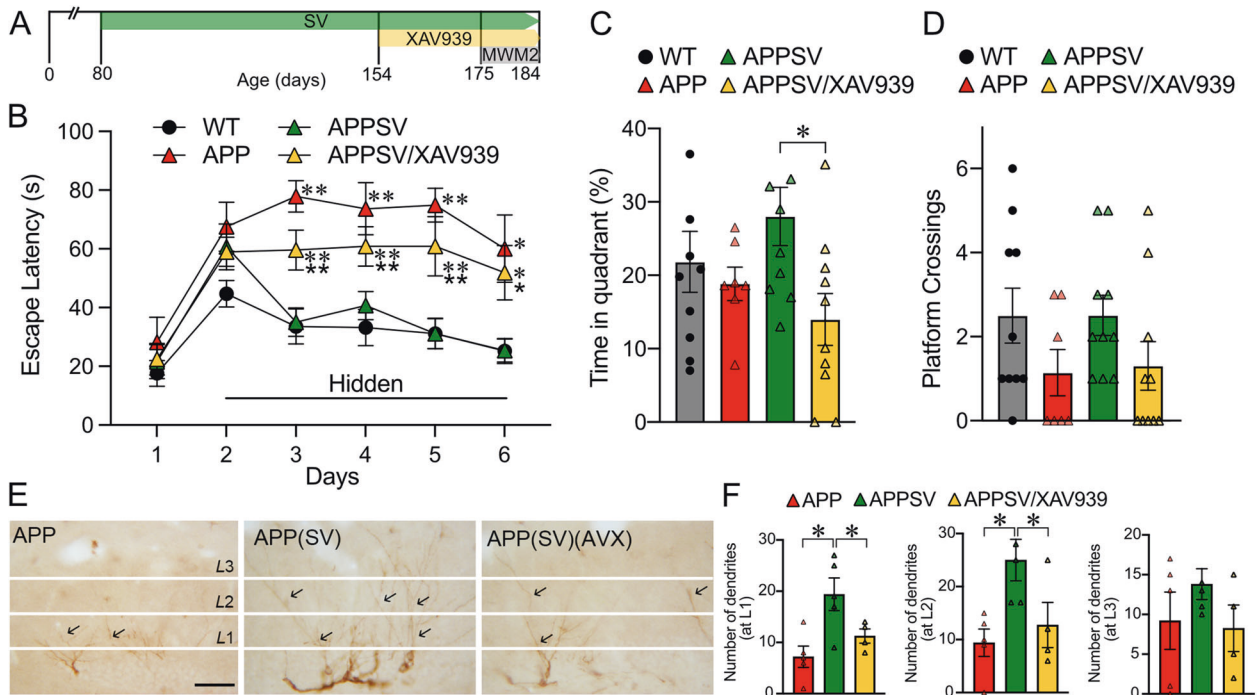 A
SV
XAV939
MWM2
0 80 Age (days) 154 175 184
B
WT APPSV
APP APPSV/XAV939
Escape Latency (s)
100
80
60
40
20
0
** ** **
*
** ** **
** ** **
*
*
Hidden
1 2 3 4 5 6
Days
C
WT APPSV
APP APPSV/XAV939
Time in quadrant (%)
40
30
20
10
0
*
D
WT APPSV
APP APPSV/XAV939
Platform Crossings
6
4
2
0
E
APP APP(SV) APP(SV)(AVX)
L3
L2
L1
F
APP APPSV APPSV/XAV939
Number of dendrites
(at L1)
30
20
10
0
* *
Number of dendrites
(at L2)
30
20
10
0
* *
Number of dendrites
(at L3)
20
15
10
5
0